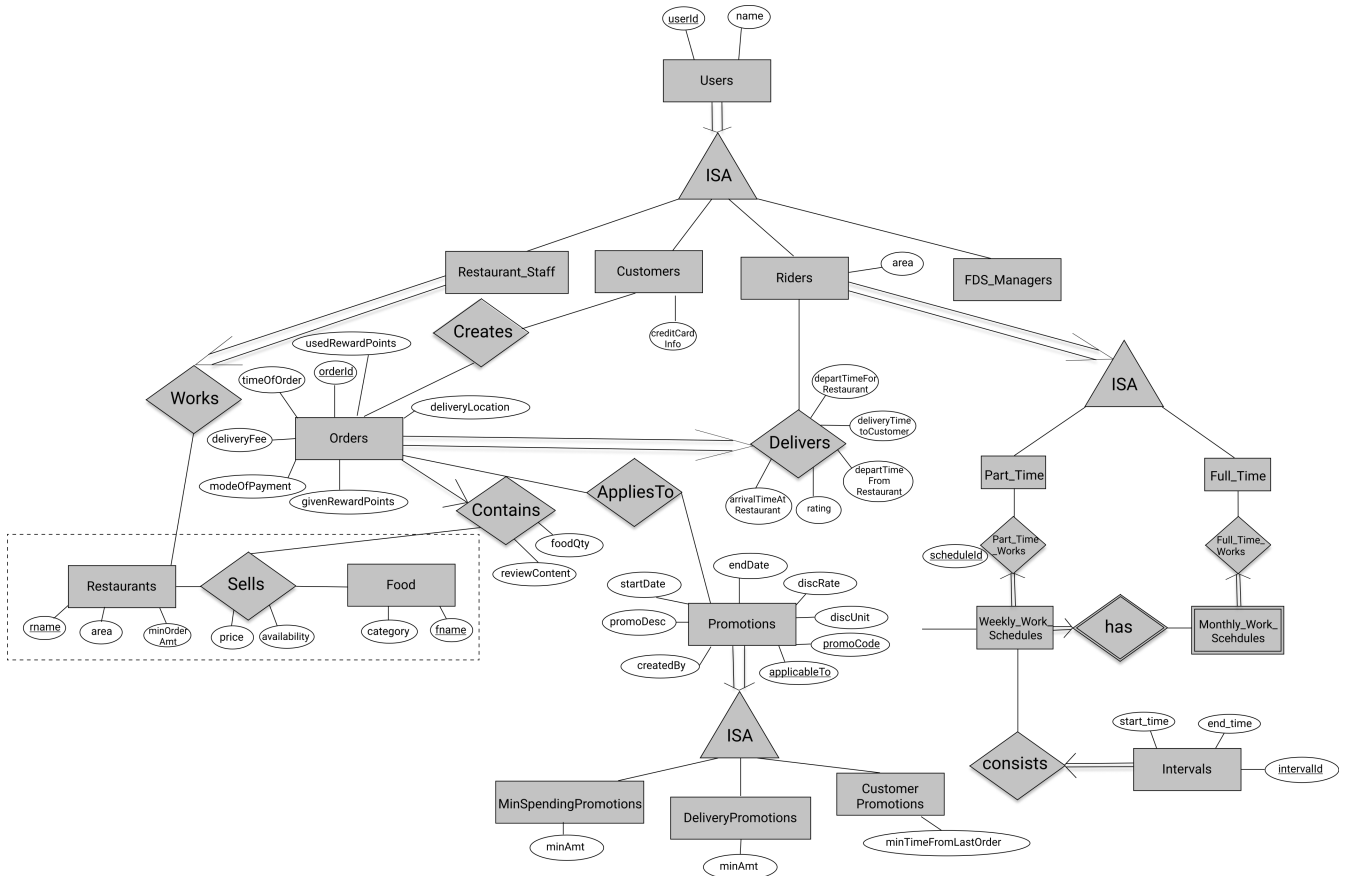 userId
name
Users
ISA
Restaurant_Staff
Customers
Riders
area
FDS_Managers
creditCard
Info
Creates
usedRewardPoints
orderId
timeOfOrder
deliveryLocation
Works
Orders
deliveryFee
modeOfPayment
givenRewardPoints
departTimeFor
Restaurant
deliveryTime
toCustomer
Delivers
departTime
From
Restaurant
arrivalTimeAt
Restaurant
rating
ISA
Part_Time
Full_Time
AppliesTo
Contains
foodQty
reviewContent
scheduleId
Part_Time
_Works
Full_Time_
Works
Restaurants
Sells
Food
rname
area
minOrder
Amt
price
availability
category
fname
endDate
startDate
discRate
promoDesc
Promotions
discUnit
promoCode
createdBy
applicableTo
Weekly_Work_
Schedules
has
Monthly_Work_
Scehdules
ISA
start_time
end_time
consists
Intervals
intervalId
MinSpendingPromotions
DeliveryPromotions
Customer
Promotions
minAmt
minAmt
minTimeFromLastOrder